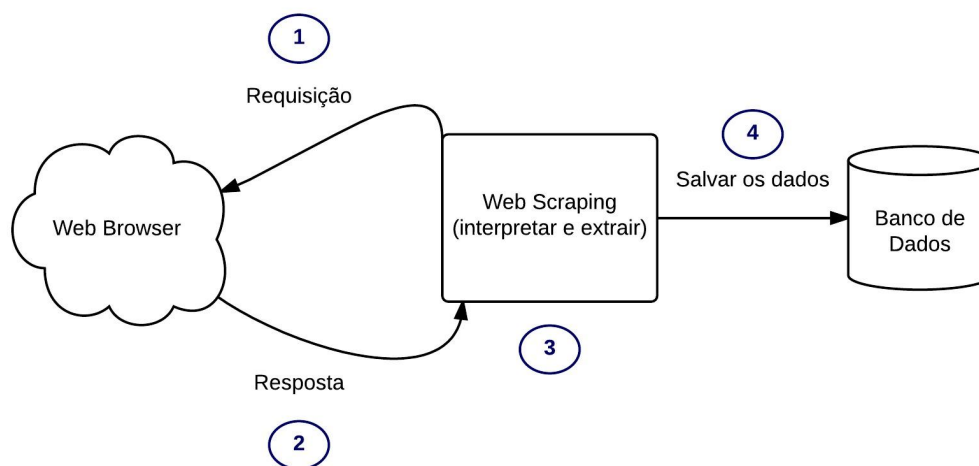 1
Requisição
Web Browser
Resposta
2
Web Scraping
(interpretar e extrair)
3
4
Salvar os dados
Banco de
Dados